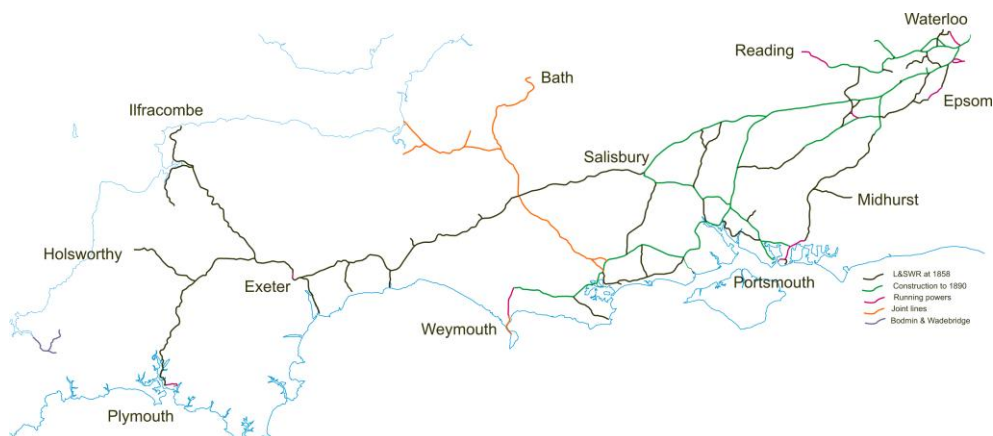 Waterloo
Reading
Bath
Epsom
Ilfracombe
Salisbury
Midhurst
Holsworthy
Exeter
Portsmouth
Weymouth
Plymouth
L&SWR at 1858
Construction to 1890
Running powers
Joint lines
Bodmin & Wadebridge